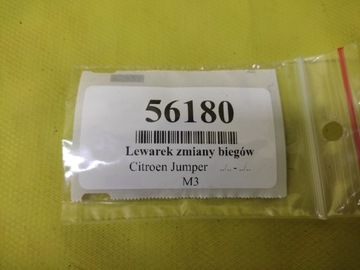 56180
Lewarek zmiany biegów
Citroen Jumper ../.. - ../..
M3